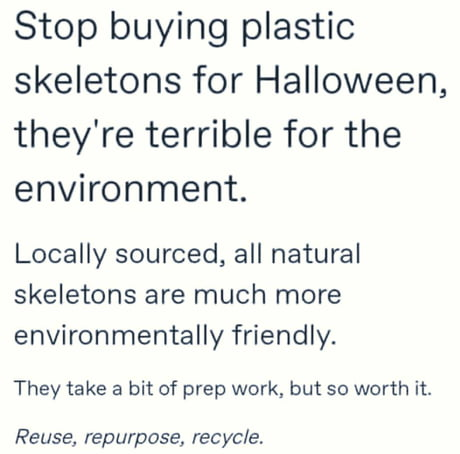 Stop buying plastic
skeletons for Halloween,
they're terrible for the
environment.
Locally sourced, all natural
skeletons are much more
environmentally friendly.
They take a bit of prep work, but so worth it.
Reuse, repurpose, recycle.